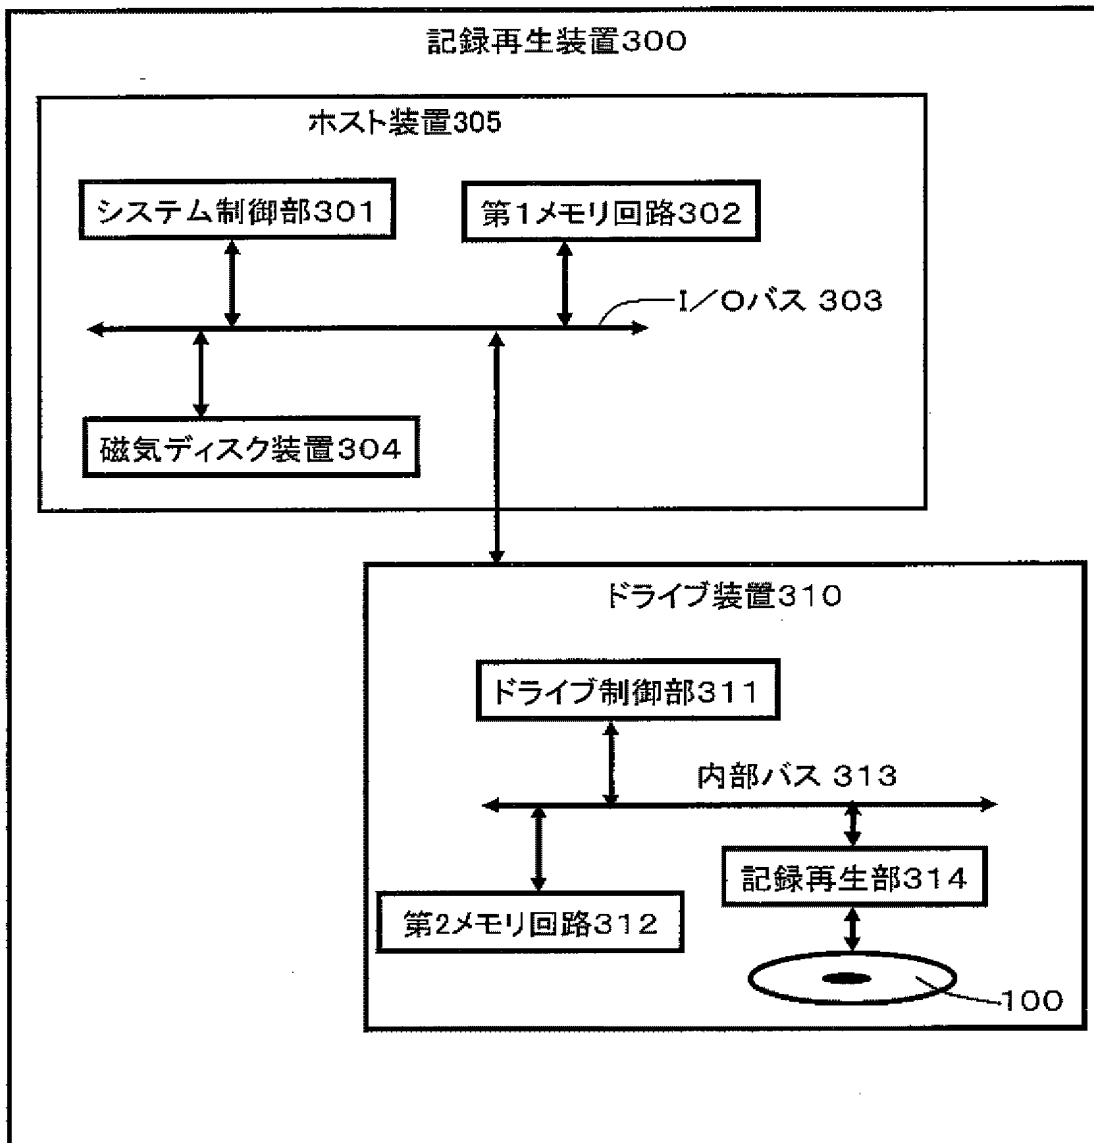 記録再生装置300
ホスト装置305
システム制御部301
第1メモリ回路302
I/Oバス 303
磁気ディスク装置304
ドライブ装置310
ドライブ制御部311
内部バス 313
記録再生部314
第2メモリ回路312
100